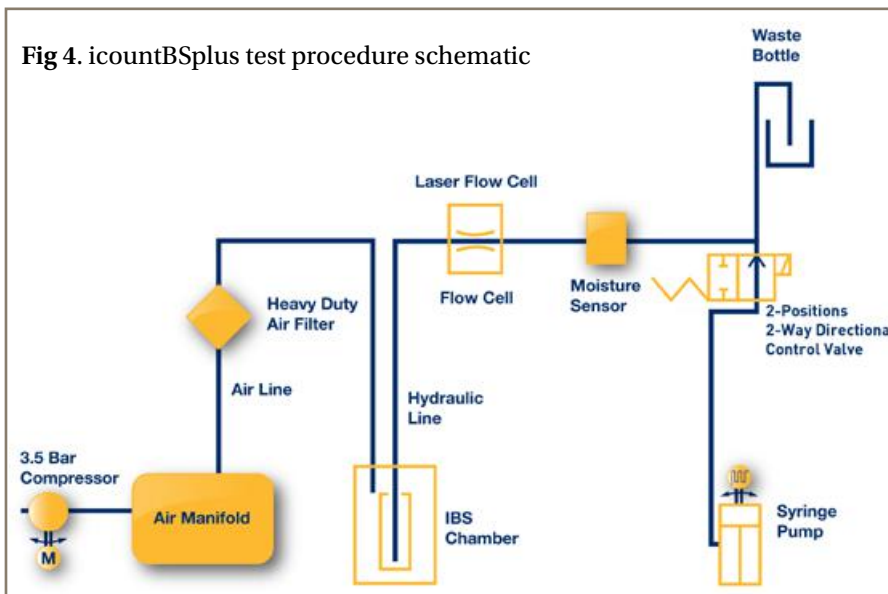 Fig 4. icountBSplus test procedure schematic
Waste
Bottle
Laser Flow Cell
Flow Cell
Moisture
Sensor
2-Positions
2-Way Directiona
Control Valve
Heavy Duty
Air Filter
Air Line
Hydraulic
Line
3.5 Bar
Compressor
Air Manifold
M
IBS
Chamber
Syringe
Pump